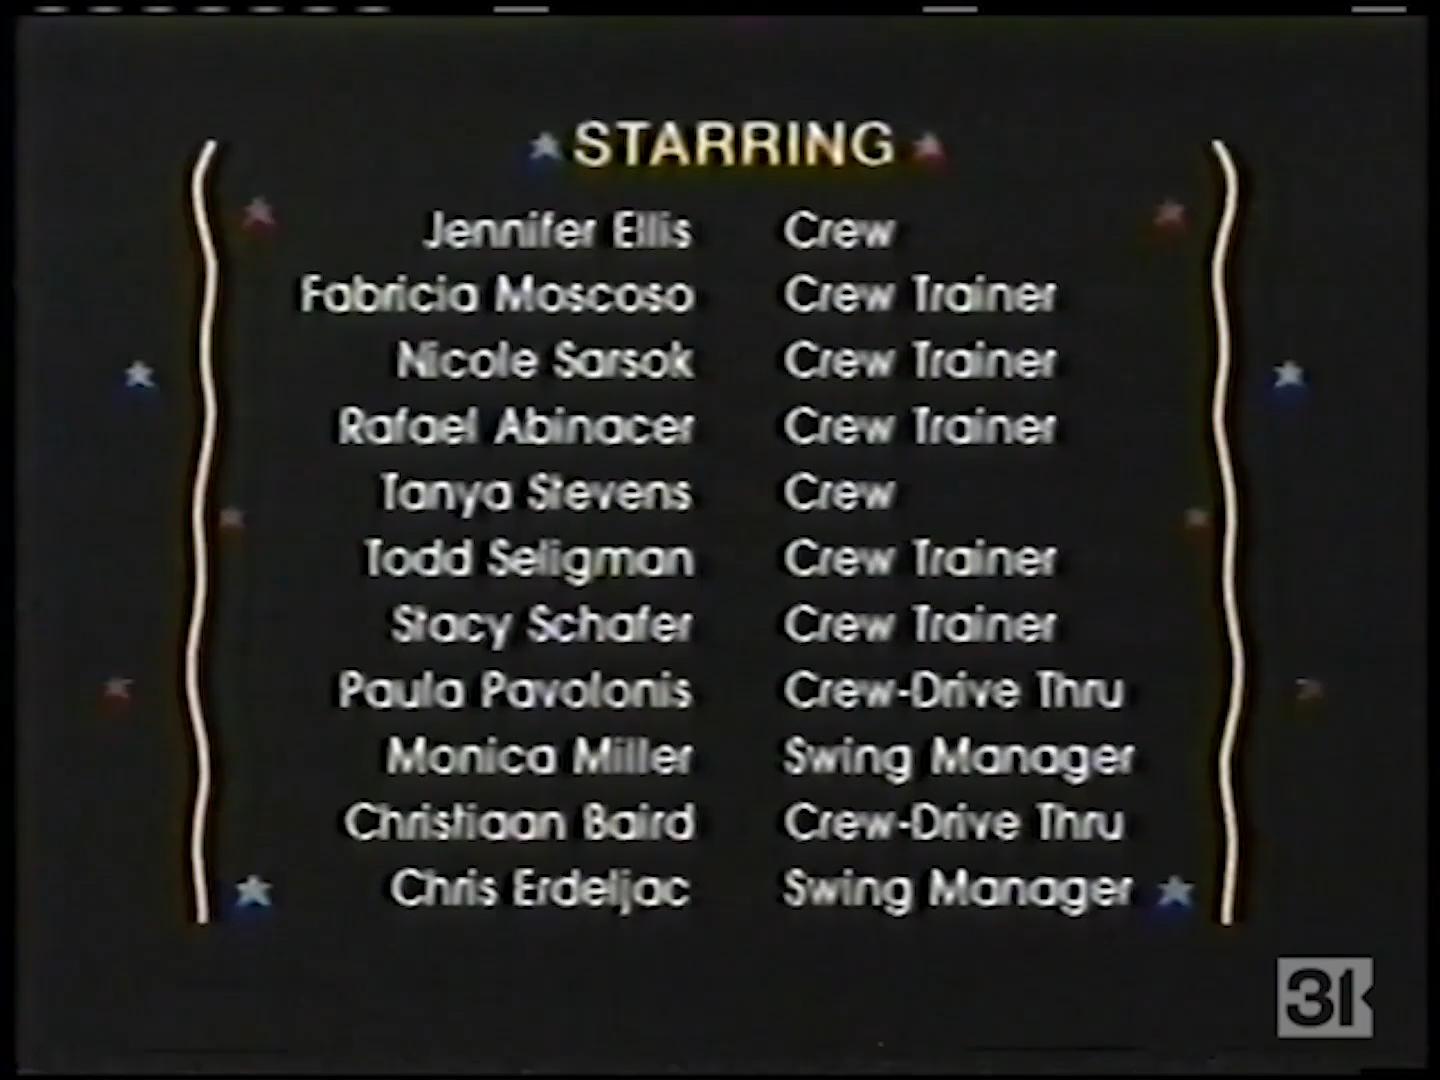 STARRING
Jennifer Ellis Crew
Fabricia Moscoso Crew Trainer
Nicole Sarsok Crew Trainer
Rafael Abinacer Crew Trainer
Tanya Stevens Crew
Todd Seligman Crew Trainer
Stacy Schafer Crew Trainer
Paula Pavolonis Crew-Drive Thru
Monica Miller Swing Manager
Christiaan Baird Crew-Drive Thru
Chris Erdeljac Swing Manager
31